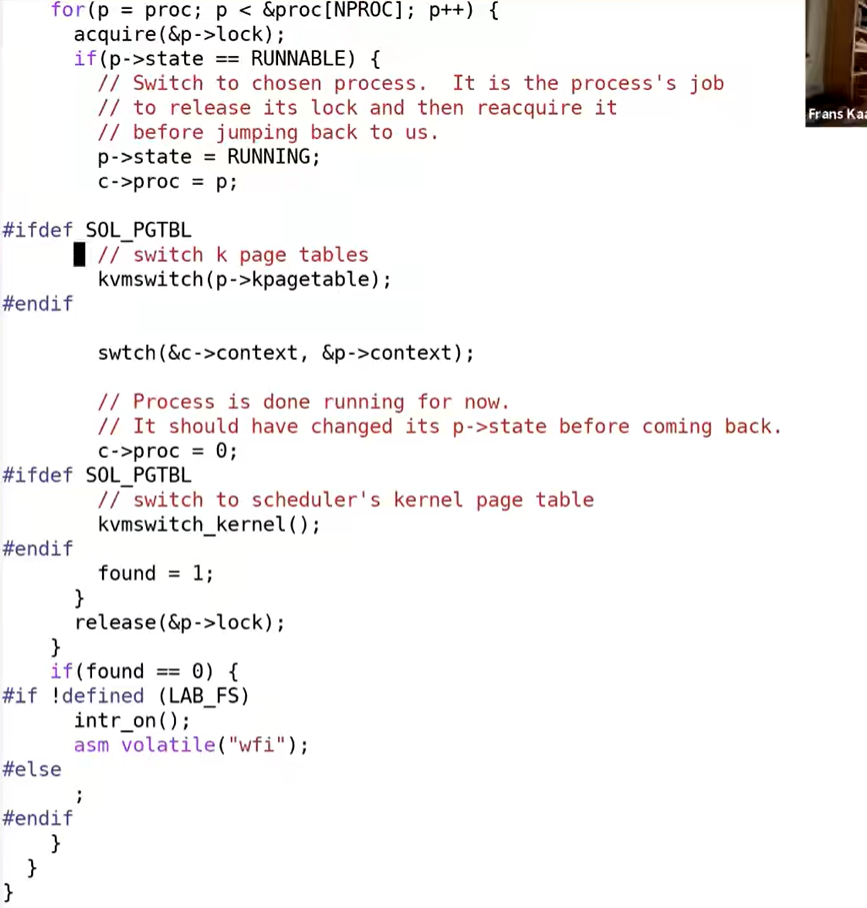 for(p = proc; p < &proc[NPROC]; p++) {
acquire(&p->lock);
if(p->state == RUNNABLE) {
// Switch to chosen process.  It is the process's job
// to release its lock and then reacquire it
// before jumping back to us.
p->state = RUNNING;
c->proc = p;
#ifdef SOL_PGTBL
// switch k page tables
kvmswitch(p->kpagetable);
#endif
swtch(&c->context, &p->context);
// Process is done running for now.
// It should have changed its p->state before coming back.
c->proc = 0;
#ifdef SOL_PGTBL
// switch to scheduler's kernel page table
kvmswitch_kernel();
#endif
found = 1;
}
release(&p->lock);
}
if(found == 0) {
#if !defined (LAB_FS)
intr_on();
asm volatile("wfi");
#else
;
#endif
}
}
}
Frans Kaa